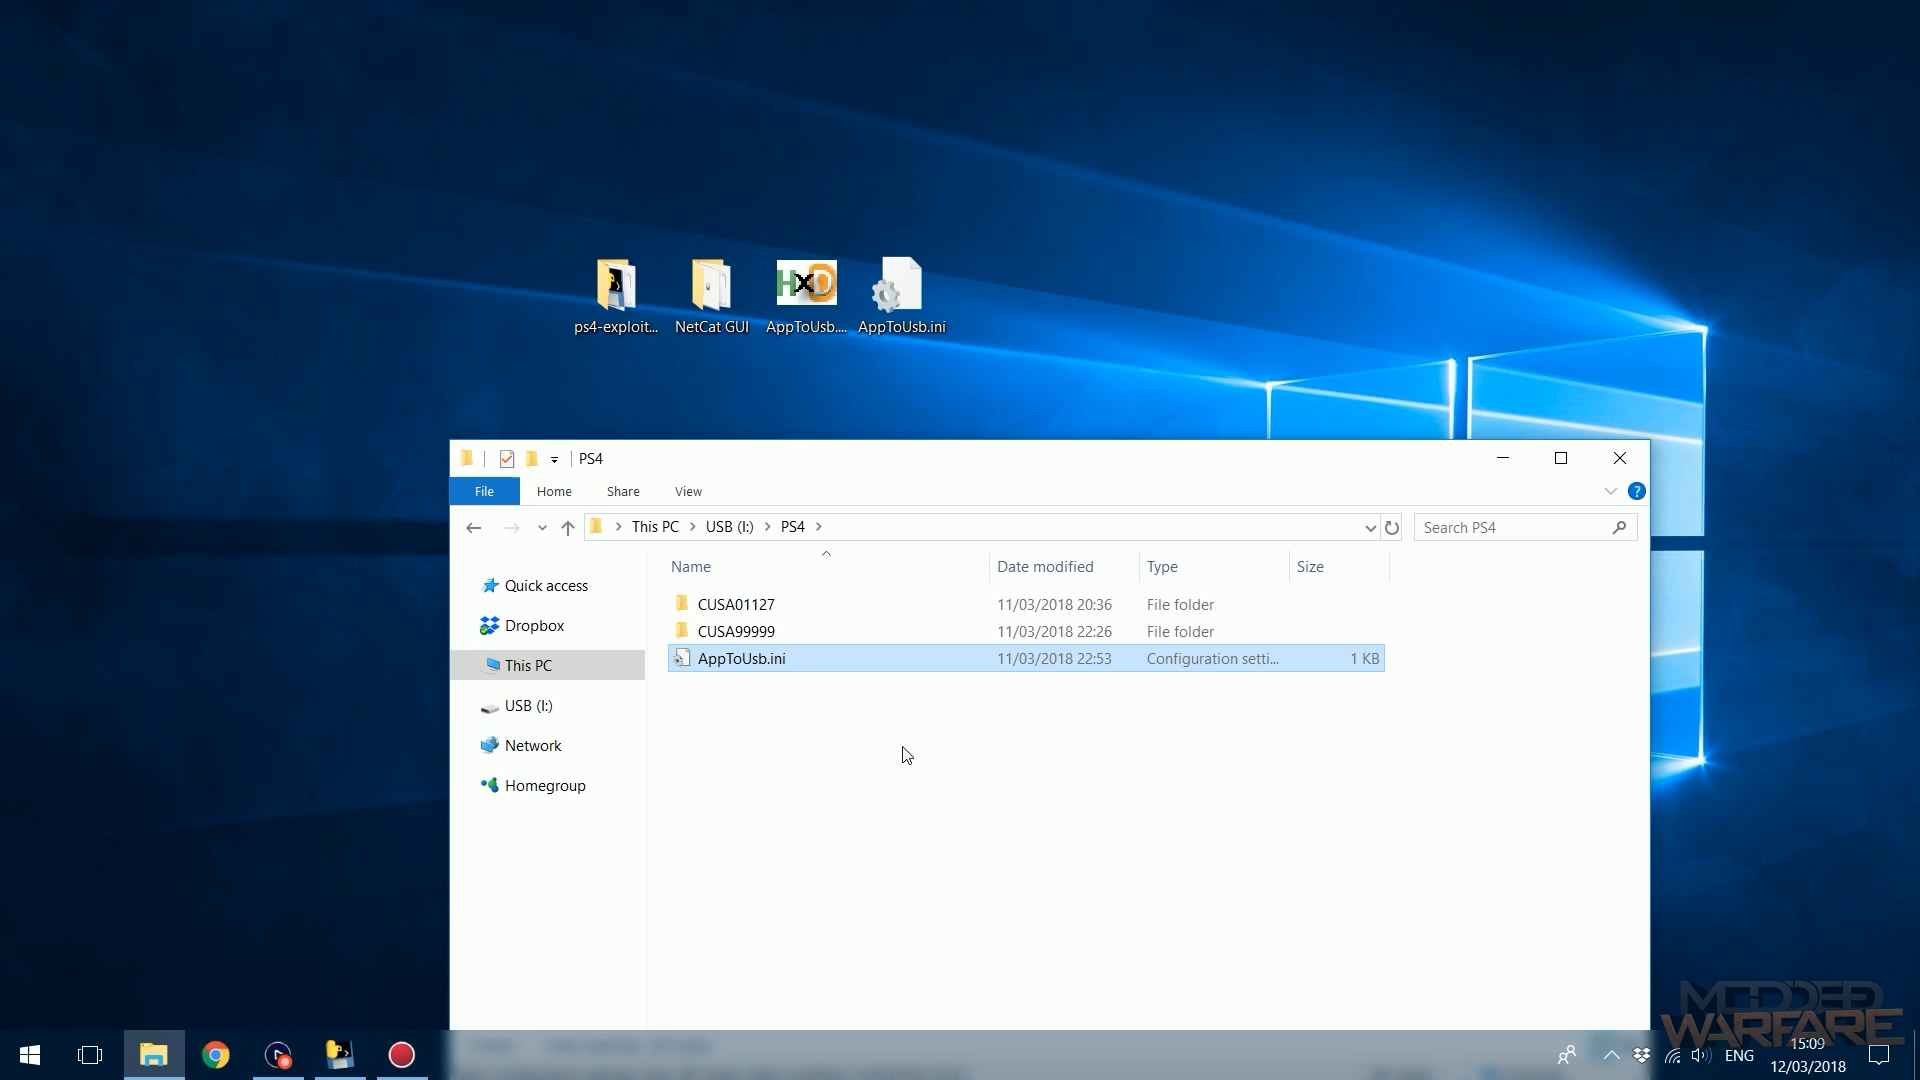 ps4-exploit...
NetCat GUI
HxD
AppToUsb....
AppToUsb.ini
PS4
File
Home
Share
View
?
This PC
USB (I:)
PS4
Search PS4
Name
Date modified
Type
Size
Quick access
Dropbox
This PC
USB (I:)
Network
Homegroup
CUSA01127 11/03/2018 20:36 File folder
CUSA99999 11/03/2018 22:26 File folder
AppToUsb.ini 11/03/2018 22:53 Configuration setti... 1 KB
MODDED
WARFARE
ENG
15:09
12/03/2018